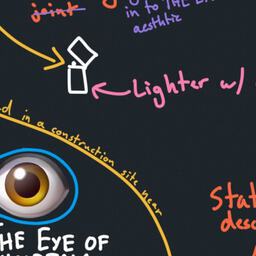 joint
in to THE
aesthtic
Lighter w/
in a construction site near
Stat
desc
THE EYE OF